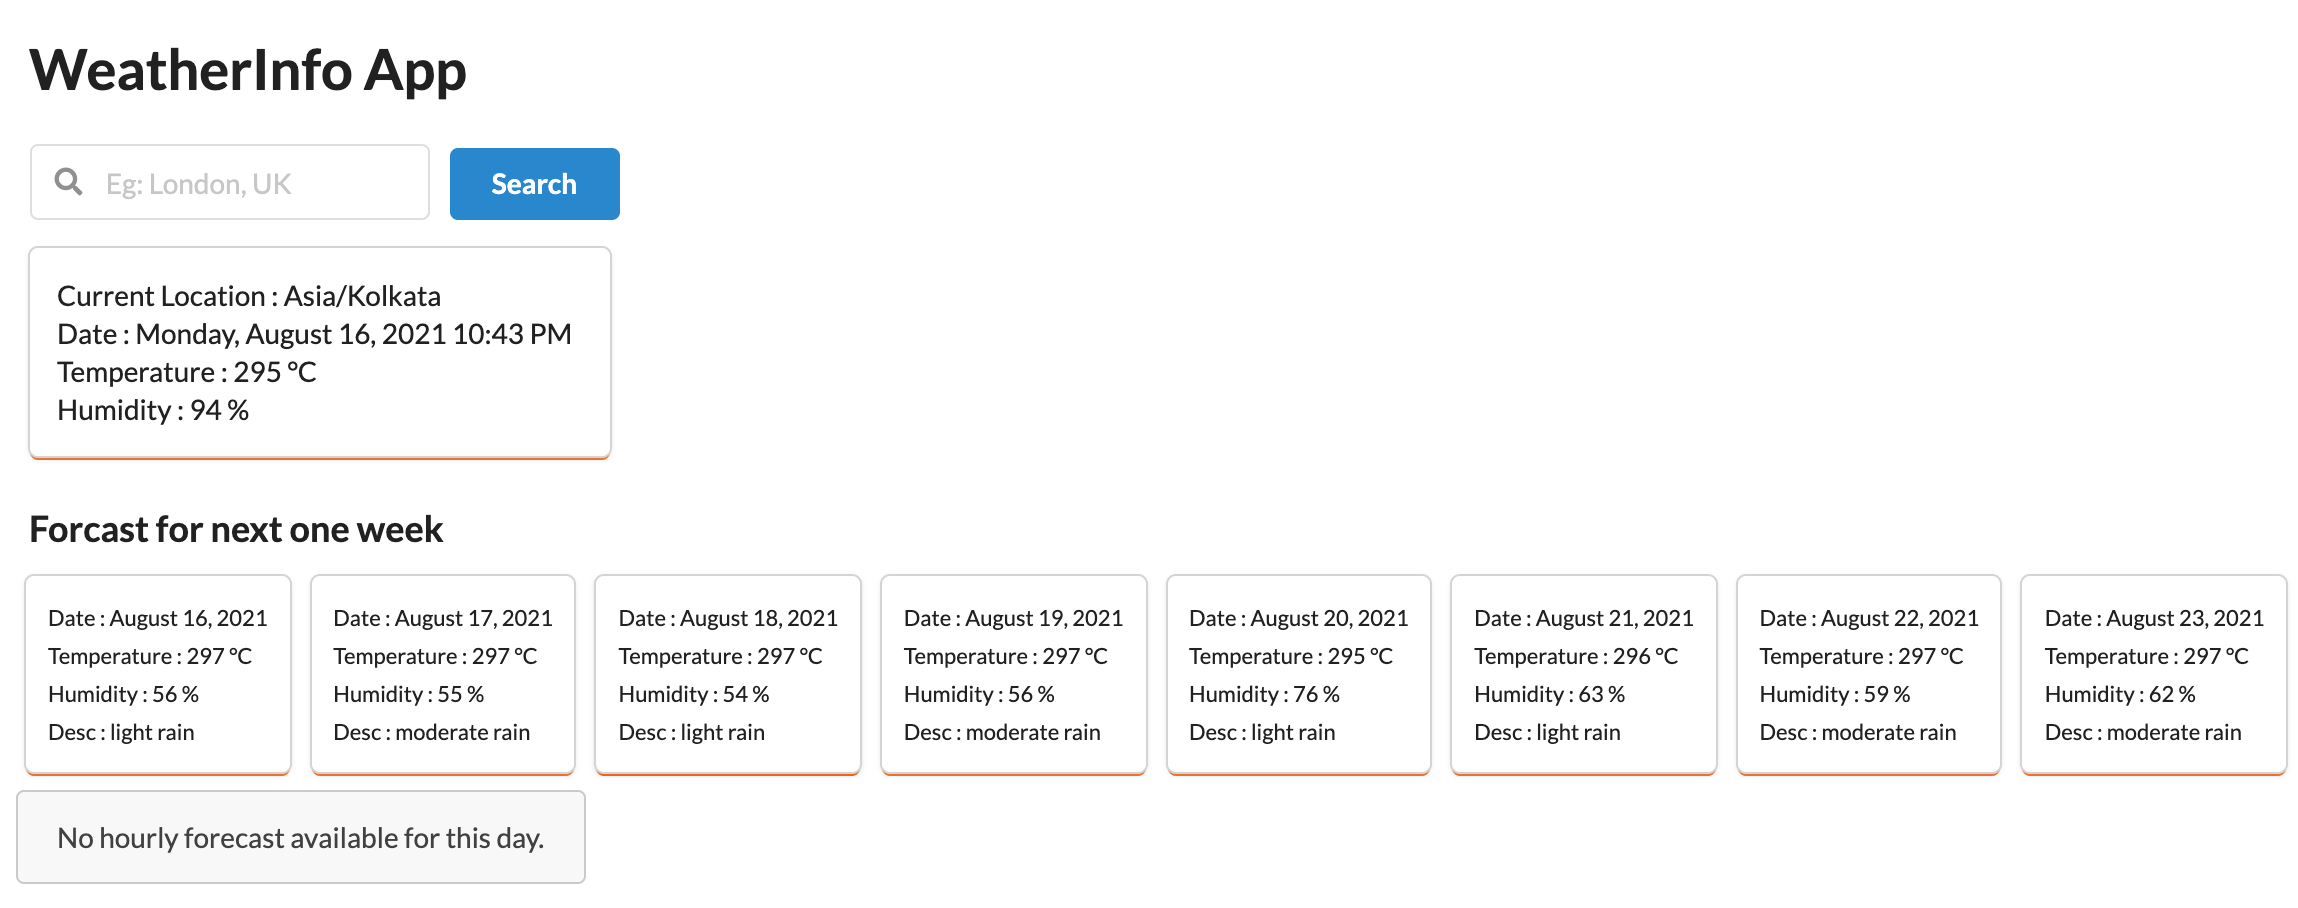 WeatherInfo App
Eg: London, UK
Search
Current Location : Asia/Kolkata
Date : Monday, August 16, 2021 10:43 PM
Temperature : 295 °C
Humidity : 94 %
Forcast for next one week
Date : August 16, 2021
Temperature : 297 °C
Humidity : 56 %
Desc : light rain
Date : August 17, 2021
Temperature : 297 °C
Humidity : 55 %
Desc : moderate rain
Date : August 18, 2021
Temperature : 297 °C
Humidity : 54 %
Desc : light rain
Date : August 19, 2021
Temperature : 297 °C
Humidity : 56 %
Desc : moderate rain
Date : August 20, 2021
Temperature : 295 °C
Humidity : 76 %
Desc : light rain
Date : August 21, 2021
Temperature : 296 °C
Humidity : 63 %
Desc : light rain
Date : August 22, 2021
Temperature : 297 °C
Humidity : 59 %
Desc : moderate rain
Date : August 23, 2021
Temperature : 297 °C
Humidity : 62 %
Desc : moderate rain
No hourly forecast available for this day.